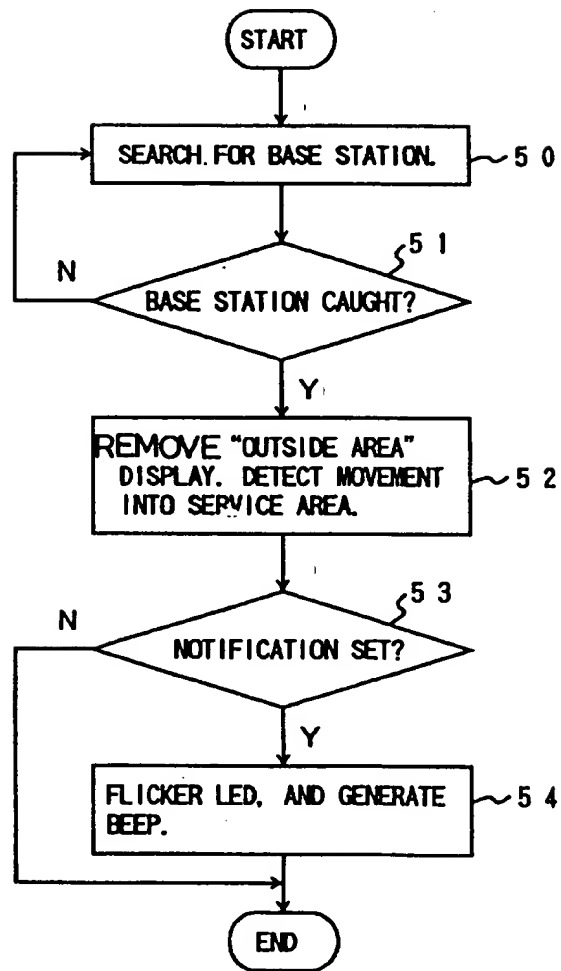 START
SEARCH.FOR BASE STATION.
50
51
N
BASE STATION CAUGHT?
Y
REMOVE "OUTSIDE AREA"
DISPLAY. DETECT MOVEMENT
INTO SERVICE AREA.
52
53
N
NOTIFICATION SET?
Y
FLICKER LED, AND GENERATE
BEEP.
54
END